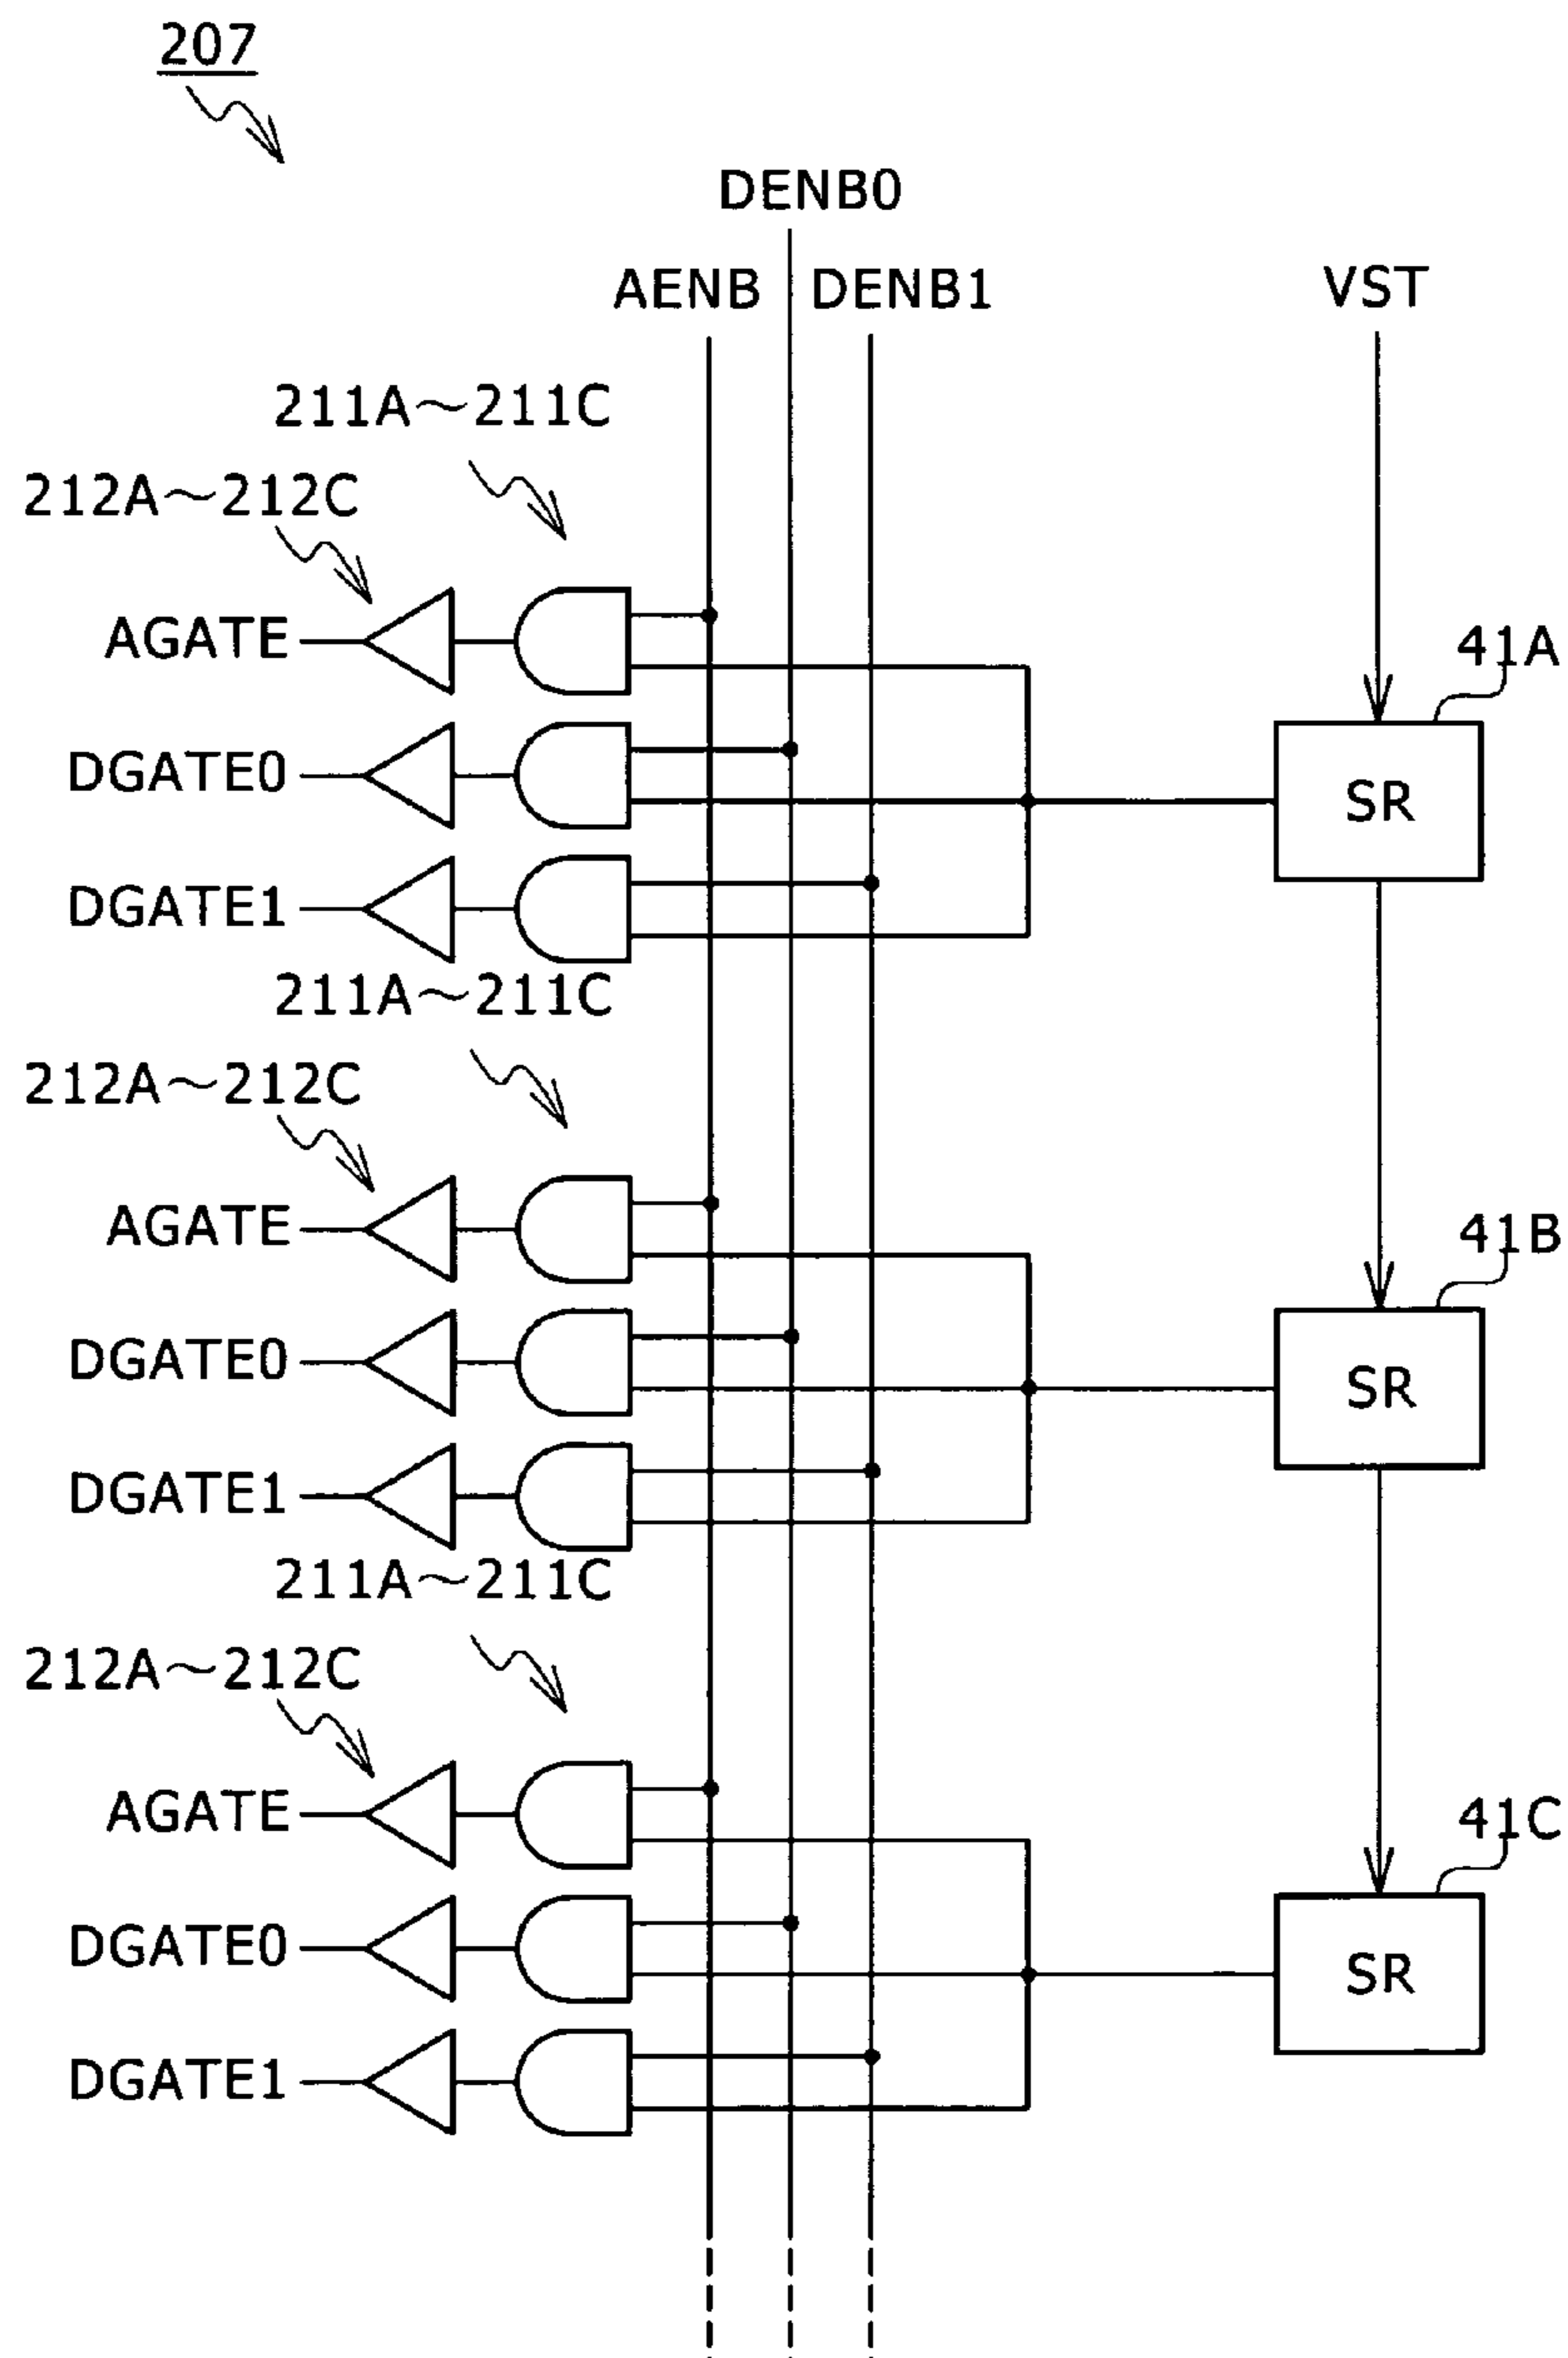 207
DENB0
AENB
DENB1
VST
211A~211C
212A~212C
AGATE
41A
DGATE0
SR
DGATE1
211A~211C
212A~212C
AGATE
41B
DGATE0
SR
DGATE1
211A~211C
212A~212C
AGATE
41C
DGATE0
SR
DGATE1